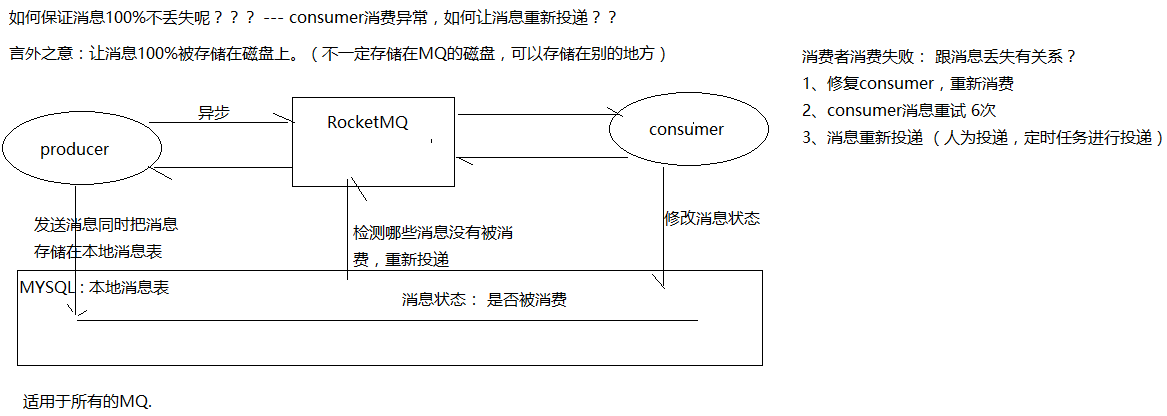 如何保证消息100%不丢失呢？？？ --- consumer消费异常，如何让消息重新投递？？
言外之意：让消息100%被存储在磁盘上。（不一定存储在MQ的磁盘，可以存储在别的地方）
消费者消费失败： 跟消息丢失有关系？
1、修复consumer，重新消费
2、consumer消息重试 6次
3、消息重新投递 （人为投递，定时任务进行投递）
异步
producer
RocketMQ
consumer
发送消息同时把消息
存储在本地消息表
检测哪些消息没有被消
费，重新投递
修改消息状态
MYSQL：本地消息表
消息状态： 是否被消费
适用于所有的MQ.